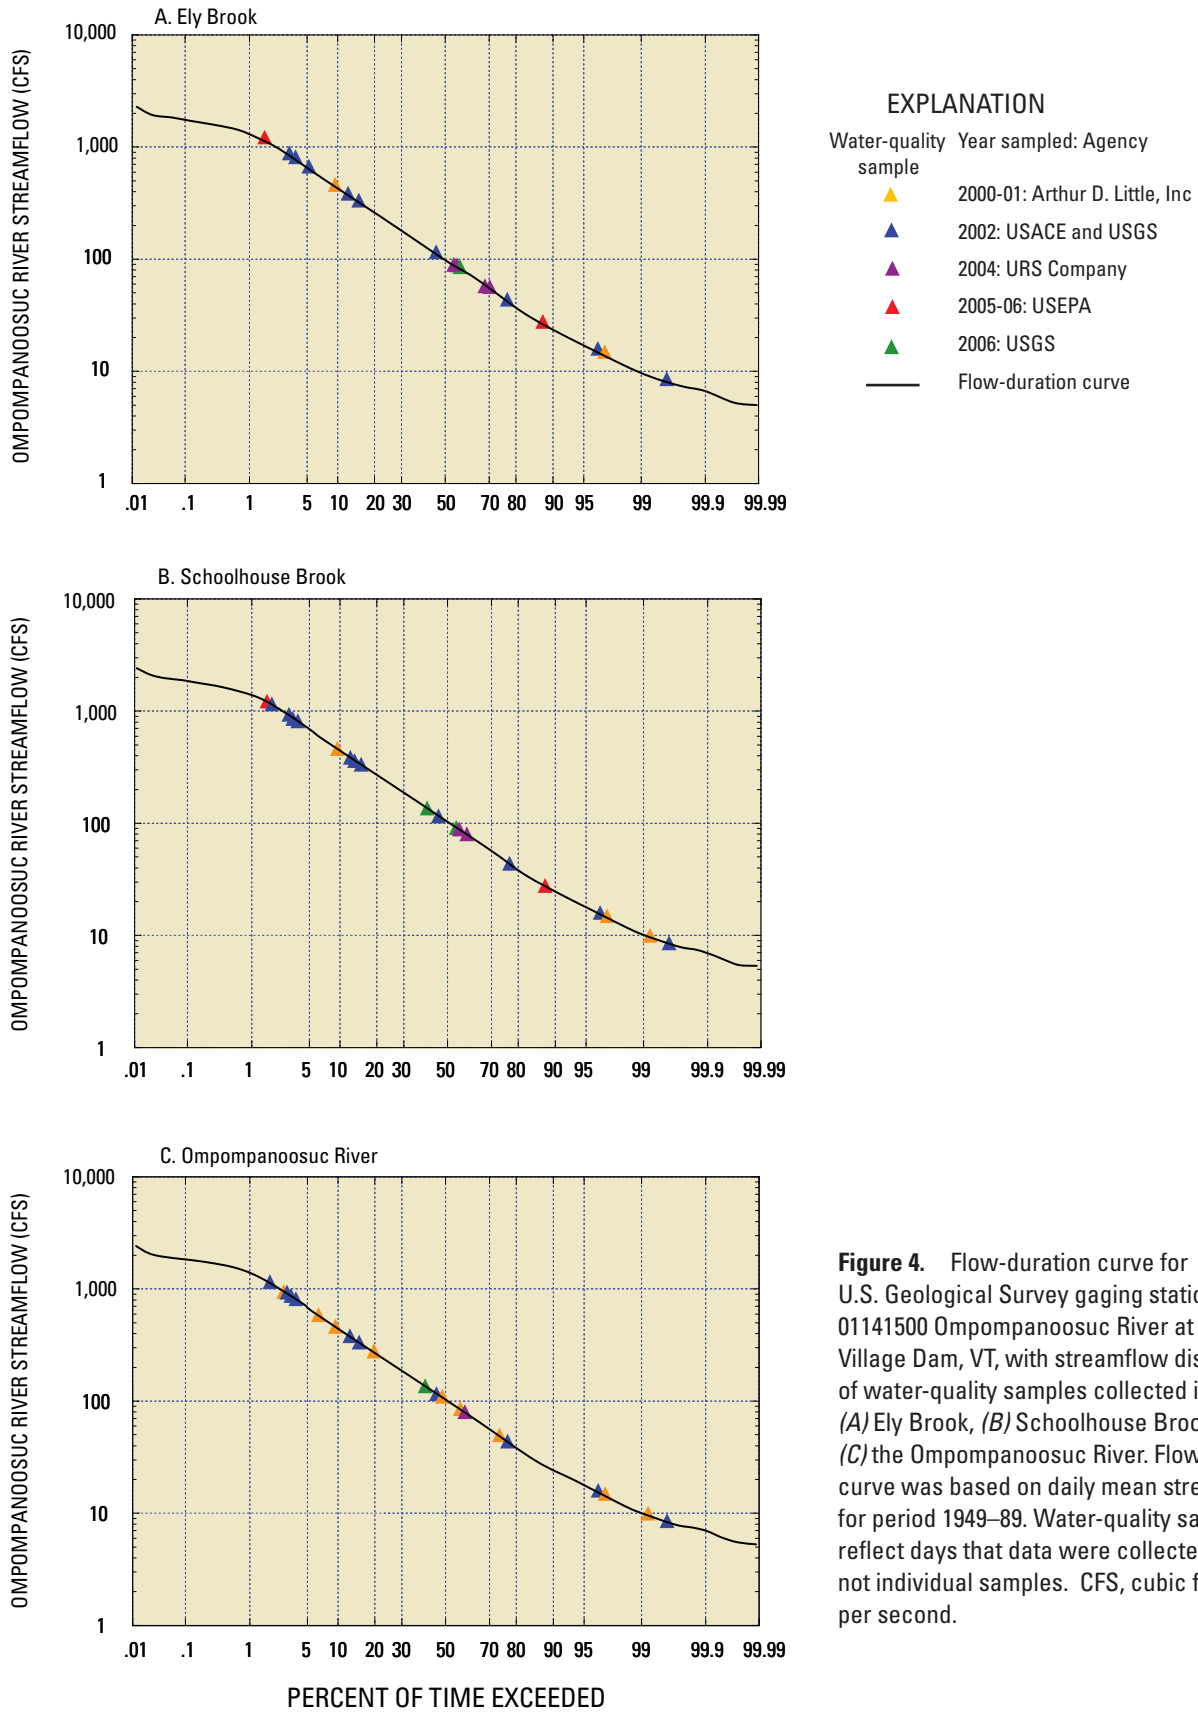 A. Ely Brook
OMPOMPANOOSUC RIVER STREAMFLOW (CFS)
10,000
1,000
100
10
1
.01 .1 1 5 10 20 30 50 70 80 90 95 99 99.9 99.99
EXPLANATION
Water-quality sample
Year sampled: Agency
2000-01: Arthur D. Little, Inc
2002: USACE and USGS
2004: URS Company
2005-06: USEPA
2006: USGS
Flow-duration curve
B. Schoolhouse Brook
OMPOMPANOOSUC RIVER STREAMFLOW (CFS)
10,000
1,000
100
10
1
.01 .1 1 5 10 20 30 50 70 80 90 95 99 99.9 99.99
C. Ompompanoosuc River
OMPOMPANOOSUC RIVER STREAMFLOW (CFS)
10,000
1,000
100
10
1
.01 .1 1 5 10 20 30 50 70 80 90 95 99 99.9 99.99
PERCENT OF TIME EXCEEDED
Figure 4. Flow-duration curve for
U.S. Geological Survey gaging
01141500 Ompompanoosuc River at
Village Dam, VT, with streamflow
of water-quality samples collected
(A) Ely Brook, (B) Schoolhouse
(C) the Ompompanoosuc River.
curve was based on daily mean
for period 1949–89. Water-quality
reflect days that data were
not individual samples. CFS, cubic
per second.